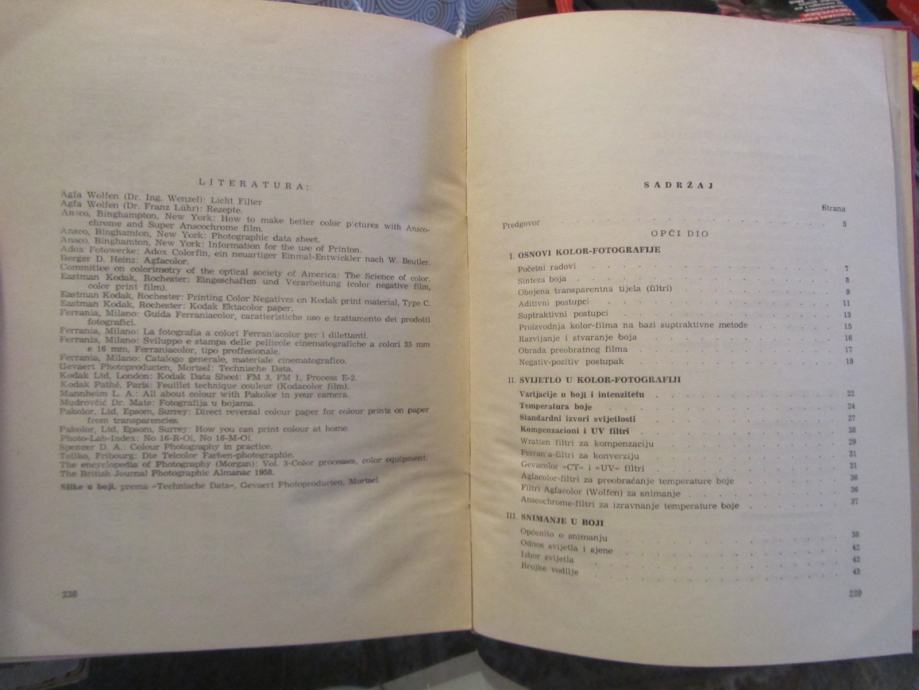 LITERATURA:
Agfa Wolfen (Dr. Ing. Wenzel): Licht Filter
Agfa Wolfen (Dr. Franz Lühr): Rezepte.
Ansco, Binghampton, New York: How to make better color pictures with Ansco-
chrome and Super Anscochrome film.
Ansco, Binghamton, New York: Photographic data sheet.
Ansco, Binghamton, New York: Information for the use of Printon.
Adox Fotowerke: Adox Colorfin, ein neuartiger Einmal-Entwickler nach W. Beutler.
Berger D. Heinz: Agfacolor.
Committee on colorimetry of the optical society of America: The Science of color.
Eastman Kodak, Rochester: Eingeschaften und Verarbeitung (color negative film,
color print film).
Eastman Kodak, Rochester: Printing Color Negatives on Kodak print material, Type C.
Eastman Kodak, Rochester: Kodak Ektacolor paper.
Ferrania, Milano: Guida Ferraniacolor, caratteristiche uso e trattamento dei prodotti
fotografici.
Ferrania, Milano: La fotografia a colori Ferraniacolor per i dilettanti.
Ferrania, Milano: Sviluppo e stampa delle pellicole cinematografiche a colori 35 mm
e 16 mm, Ferraniacolor, tipo proffesionale.
Ferrania, Milano: Catalogo generale, materiale cinematografico.
Gevaert Photoproducten, Mortsel: Technische Data.
Kodak Ltd, London: Kodak Data Sheet: FM 3, FM 1, Process E-2.
Kodak Pathé, Paris: Feuillet technique couleur (Kodacolor film).
Mannheim L. A.: All about colour with Pakolor in your camera.
Mudrovčić Dr. Mate: Fotografija u bojama.
Pakolor, Ltd, Epsom, Surrey: Direct reversal colour paper for colour prints on paper
from transparencies.
Pakolor, Ltd, Epsom, Surrey: How you can print colour at home.
Photo-Lab-Index: No 16-R-Ol, No 16-M-Ol.
Spencer D. A.: Colour Photography in practice.
Tellko, Fribourg: Die Telcolor Farben-photographie.
The encyclopedia of Photography (Morgan): Vol. 3-Color processes, color equipment.
The British Journal Photographic Almanac 1958.
Slike u boji, prema »Technische Data«, Gevaert Photoproducten, Mortsel.
238
SADRŽAJ
Strana
Predgovor 5
OPĆI DIO
I. OSNOVI KOLOR-FOTOGRAFIJE
Početni radovi 7
Sinteza boja 8
Obojena transparentna tijela (filtri) 9
Aditivni postupci 11
Suptraktivni postupci 13
Proizvodnja kolor-filma na bazi suptraktivne metode 15
Razvijanje i stvaranje boja 16
Obrada preobratnog filma 17
Negativ-pozitiv postupak 19
II. SVIJETLO U KOLOR-FOTOGRAFIJI
Varijacije u boji i intenzitetu 22
Temperatura boje 24
Standardni izvori svijetlosti 27
Kompenzacioni i UV filtri 28
Wratten filtri za kompenzaciju 29
Ferrania-filtri za konverziju 31
Gevacolor »CT« i »UV« filtri 31
Agfacolor-filtri za preobraćanje temperature boje 36
Filtri Agfacolor (Wolfen) za snimanje 36
Anscochrome-filtri za izravnanje temperature boje 37
III. SNIMANJE U BOJI
Općenito o snimanju 38
Odnos svijetla i sjene 42
Izbor svijetla 42
Brojke vodilje 43
239